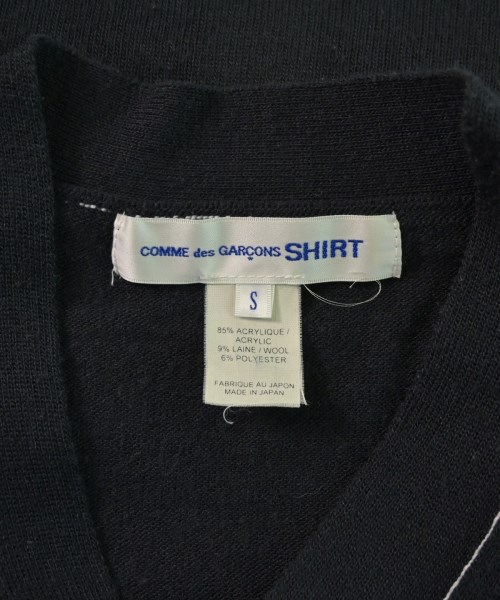 COMME des GARÇONS SHIRT
S
85% ACRYLIQUE /
ACRYLIC
9% LAINE / WOOL
6% POLYESTER
FABRIQUE AU JAPON
MADE IN JAPAN